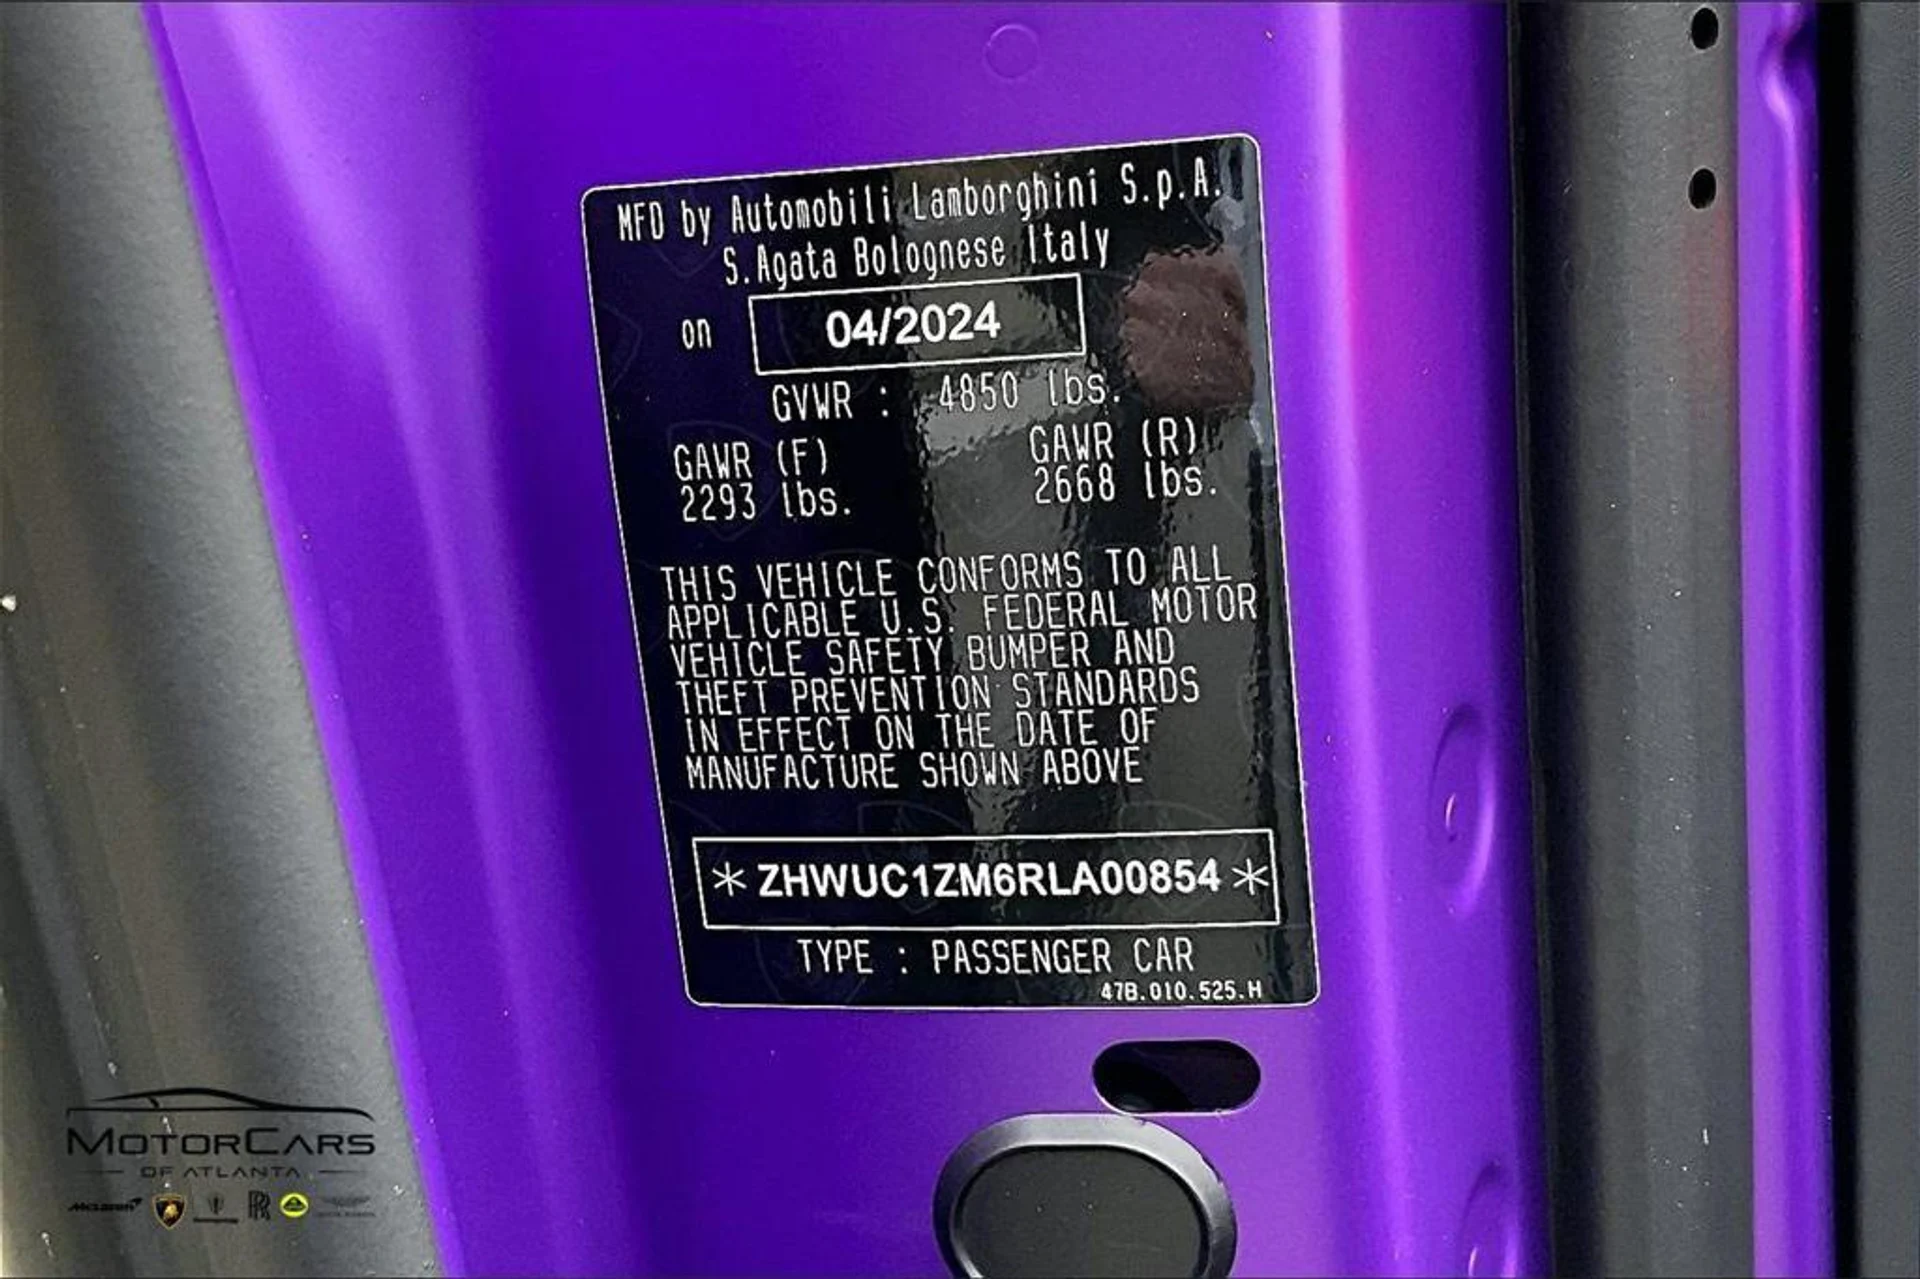 MFD by Automobili Lamborghini S.p.A.
S.Agata Bolognese Italy
on 04/2024
GVWR : 4850 lbs.
GAWR (F) GAWR (R)
2293 lbs. 2668 lbs.
THIS VEHICLE CONFORMS TO ALL
APPLICABLE U.S. FEDERAL MOTOR
VEHICLE SAFETY BUMPER AND
THEFT PREVENTION STANDARDS
IN EFFECT ON THE DATE OF
MANUFACTURE SHOWN ABOVE
* ZHWUC1ZM6RLA00854 *
TYPE : PASSENGER CAR
47B.010.525.H
MOTORCARS
OF ATLANTA
McLaren